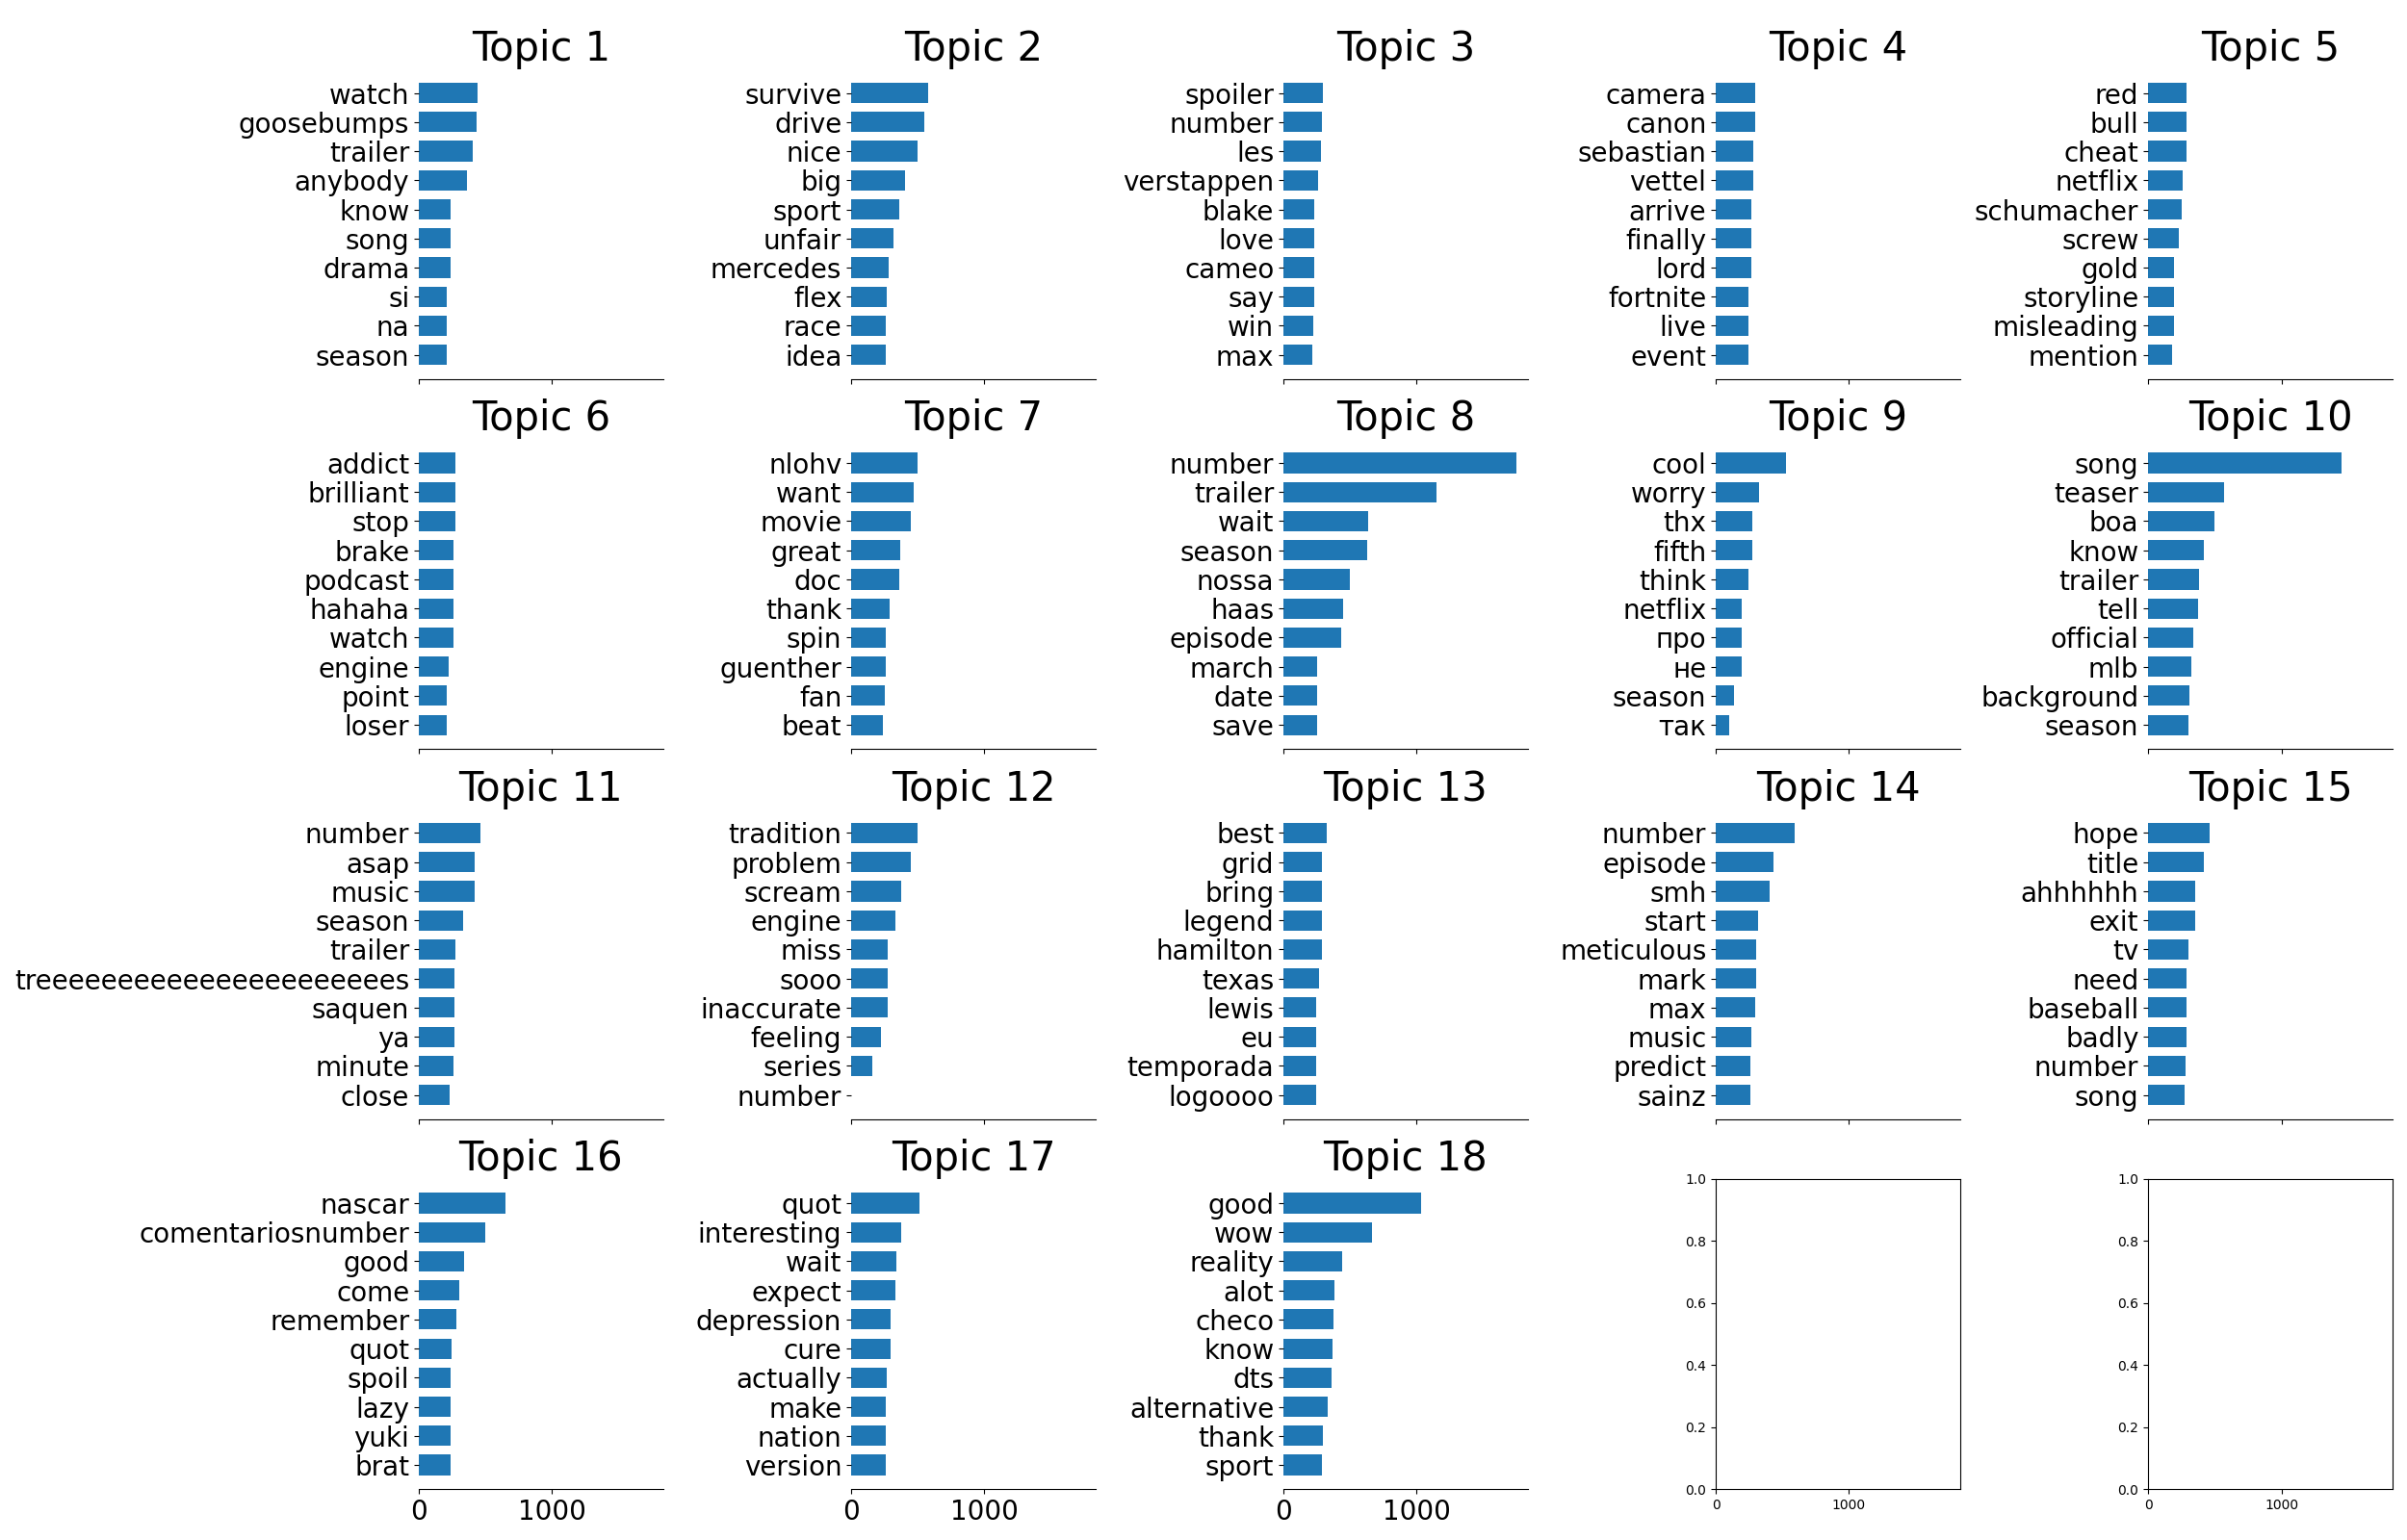 Topic 1
watch
goosebumps
trailer
anybody
know
song
drama
si
na
season
Topic 2
survive
drive
nice
big
sport
unfair
mercedes
flex
race
idea
Topic 3
spoiler
number
les
verstappen
blake
love
cameo
say
win
max
Topic 4
camera
canon
sebastian
vettel
arrive
finally
lord
fortnite
live
event
Topic 5
red
bull
cheat
netflix
schumacher
screw
gold
storyline
misleading
mention
Topic 6
addict
brilliant
stop
brake
podcast
hahaha
watch
engine
point
loser
Topic 7
nlohv
want
movie
great
doc
thank
spin
guenther
fan
beat
Topic 8
number
trailer
wait
season
nossa
haas
episode
march
date
save
Topic 9
cool
worry
thx
fifth
think
netflix
про
не
season
так
Topic 10
song
teaser
boa
know
trailer
tell
official
mlb
background
season
Topic 11
number
asap
music
season
trailer
treeeeeeeeeeeeeeeeeeeeees
saquen
ya
minute
close
Topic 12
tradition
problem
scream
engine
miss
sooo
inaccurate
feeling
series
number
Topic 13
best
grid
bring
legend
hamilton
texas
lewis
eu
temporada
logoooo
Topic 14
number
episode
smh
start
meticulous
mark
max
music
predict
sainz
Topic 15
hope
title
ahhhhhh
exit
tv
need
baseball
badly
number
song
Topic 16
nascar
comentariosnumber
good
come
remember
quot
spoil
lazy
yuki
brat
0 1000
Topic 17
quot
interesting
wait
expect
depression
cure
actually
make
nation
version
0 1000
Topic 18
good
wow
reality
alot
checo
know
dts
alternative
thank
sport
0 1000
1.0
0.8
0.6
0.4
0.2
0.0
0 1000
1.0
0.8
0.6
0.4
0.2
0.0
0 1000